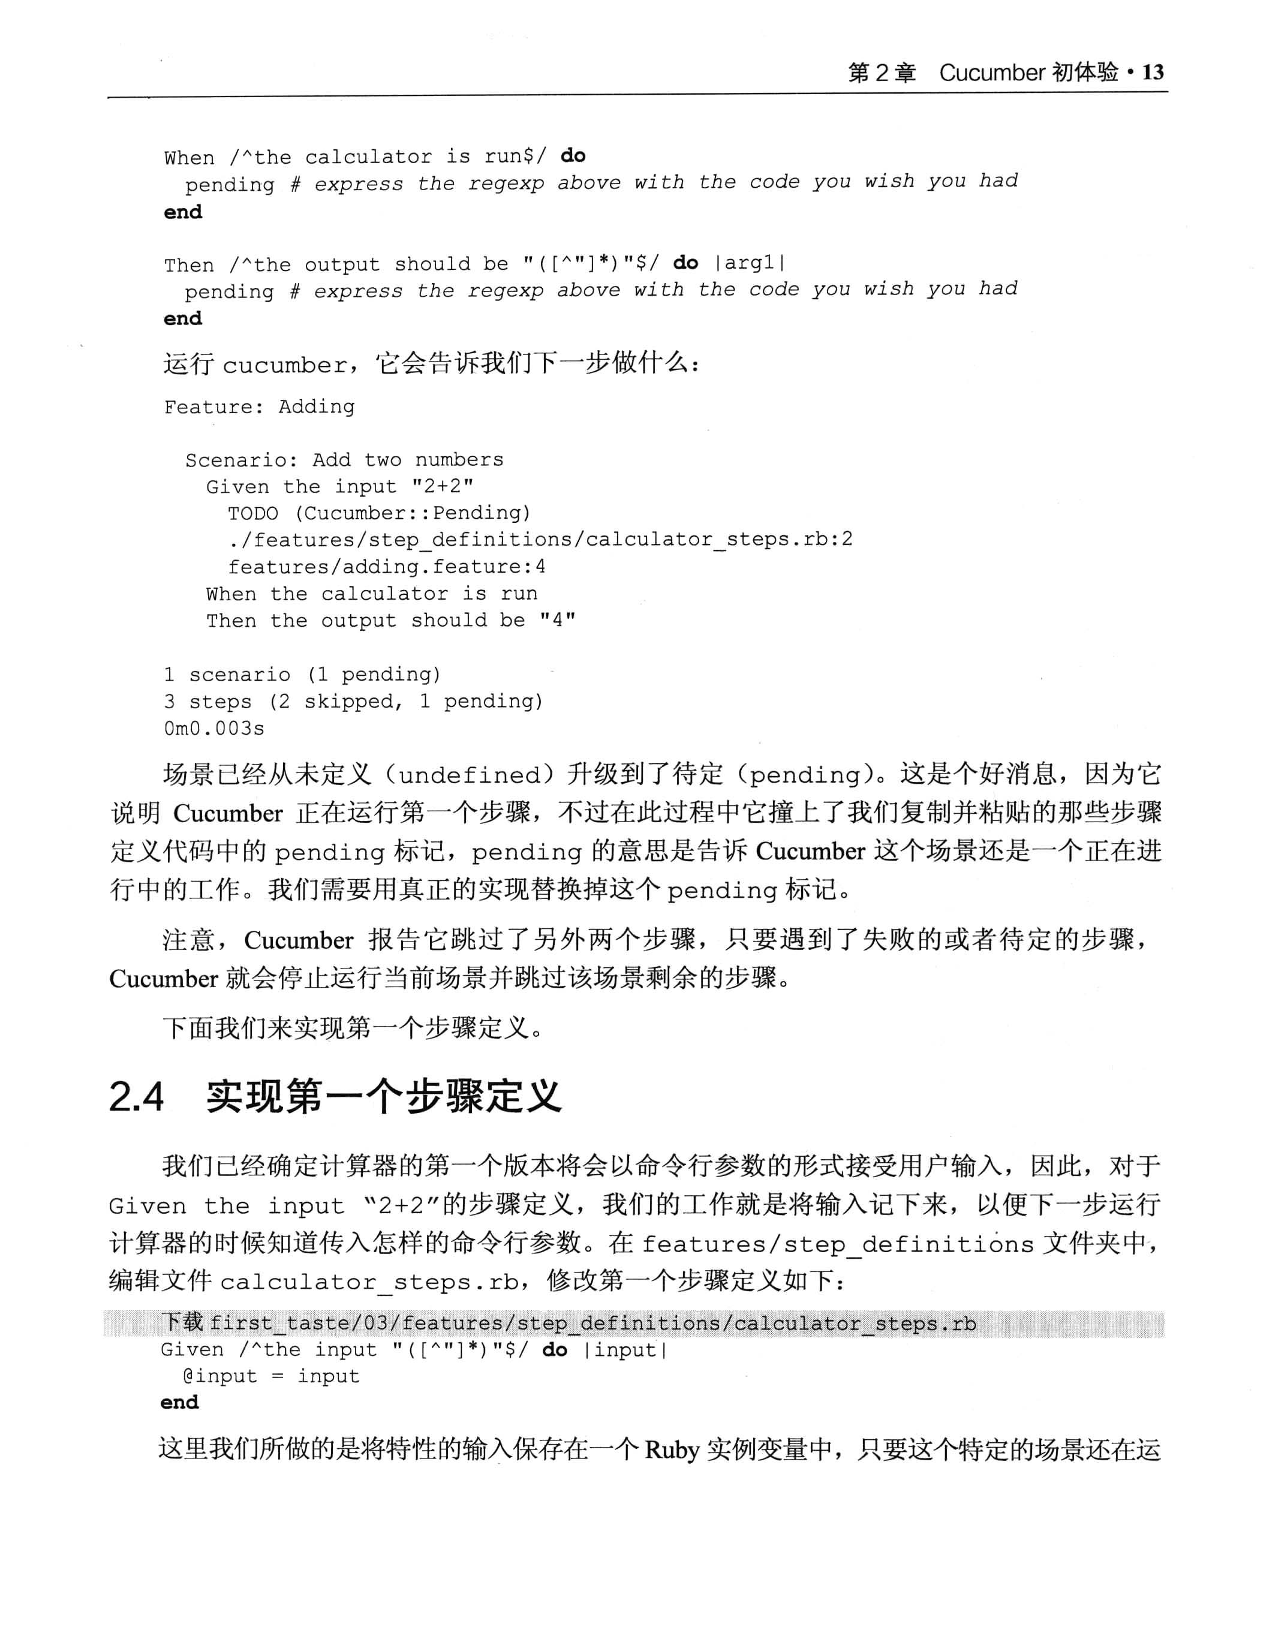 第 2 章 Cucumber 初体验 • 13
When /^the calculator is run$/ do
pending # express the regexp above with the code you wish you had
end
Then /^the output should be "([^"]*)"$/ do |arg1|
pending # express the regexp above with the code you wish you had
end
运行 cucumber，它会告诉我们下一步做什么：
Feature: Adding
Scenario: Add two numbers
Given the input "2+2"
TODO (Cucumber::Pending)
./features/step_definitions/calculator_steps.rb:2
features/adding.feature:4
When the calculator is run
Then the output should be "4"
1 scenario (1 pending)
3 steps (2 skipped, 1 pending)
0m0.003s
场景已经从未定义（undefined）升级到了待定（pending）。这是个好消息，因为它
说明 Cucumber 正在运行第一个步骤，不过在此过程中它撞上了我们复制并粘贴的那些步骤
定义代码中的 pending 标记，pending 的意思是告诉 Cucumber 这个场景还是一个正在进
行中的工作。我们需要用真正的实现替换掉这个 pending 标记。
注意，Cucumber 报告它跳过了另外两个步骤，只要遇到了失败的或者待定的步骤，
Cucumber 就会停止运行当前场景并跳过该场景剩余的步骤。
下面我们来实现第一个步骤定义。
2.4 实现第一个步骤定义
我们已经确定计算器的第一个版本将会以命令行参数的形式接受用户输入，因此，对于
Given the input “2+2”的步骤定义，我们的工作就是将输入记下来，以便下一步运行
计算器的时候知道传入怎样的命令行参数。在 features/step_definitions 文件夹中，
编辑文件 calculator_steps.rb，修改第一个步骤定义如下：
下载 first_taste/03/features/step_definitions/calculator_steps.rb
Given /^the input "([^"]*)"$/ do |input|
@input = input
end
这里我们所做的是将特性的输入保存在一个 Ruby 实例变量中，只要这个特定的场景还在运